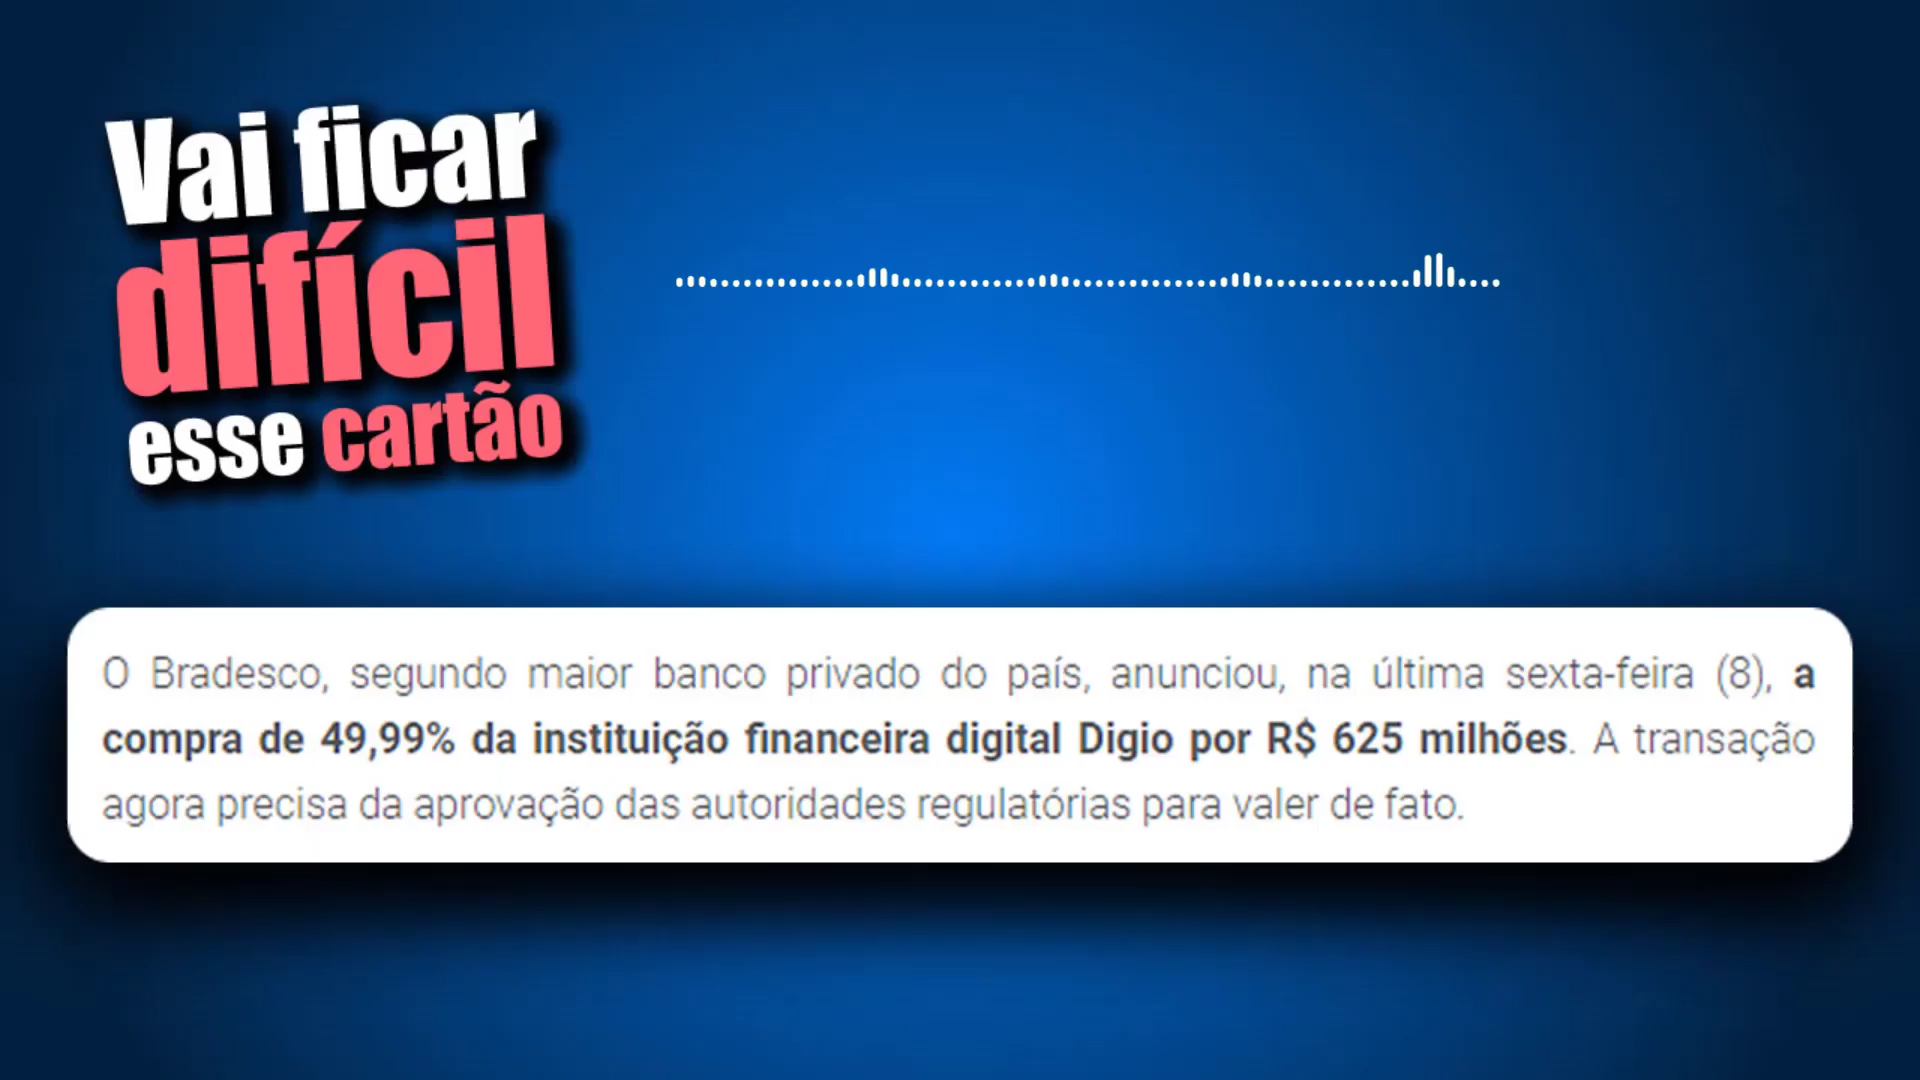 Vai ficar
difícil
esse cartão
O Bradesco, segundo maior banco privado do país, anunciou, na última sexta-feira (8), a
compra de 49,99% da instituição financeira digital Digio por R$ 625 milhões. A transação
agora precisa da aprovação das autoridades regulatórias para valer de fato.